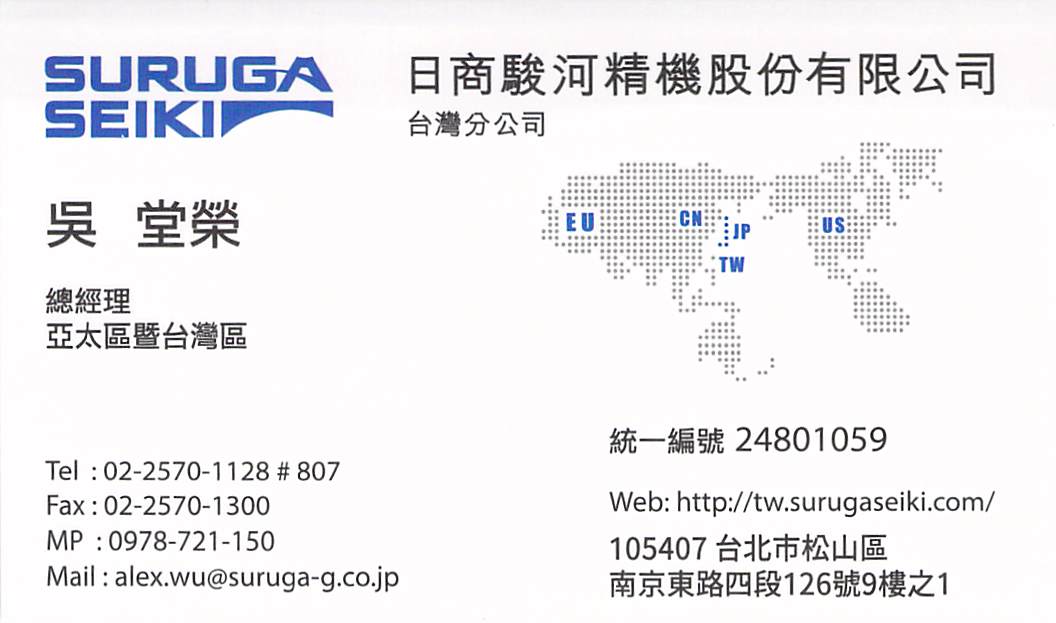 SURUGA
SEIKI
日商駿河精機股份有限公司
台灣分公司
吳 堂榮
總經理
亞太區暨台灣區
EU
CN
JP
TW
US
Tel : 02-2570-1128 # 807
Fax : 02-2570-1300
MP : 0978-721-150
Mail : alex.wu@suruga-g.co.jp
統一編號 24801059
Web: http://tw.surugaseiki.com/
105407 台北市松山區
南京東路四段126號9樓之1